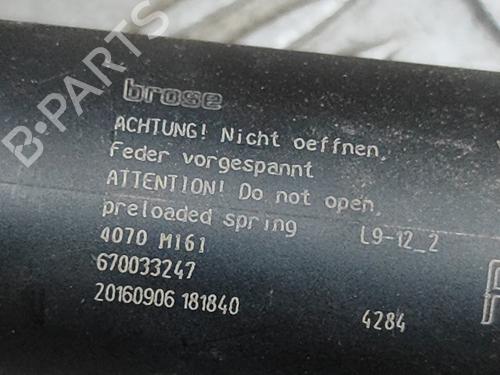 B-PARTS
brose
ACHTUNG! Nicht oeffnen,
Feder vorgespannt
ATTENTION! Do not open,
preloaded spring L9-12_2
4070 M161
670033247
20160906 181840 4284